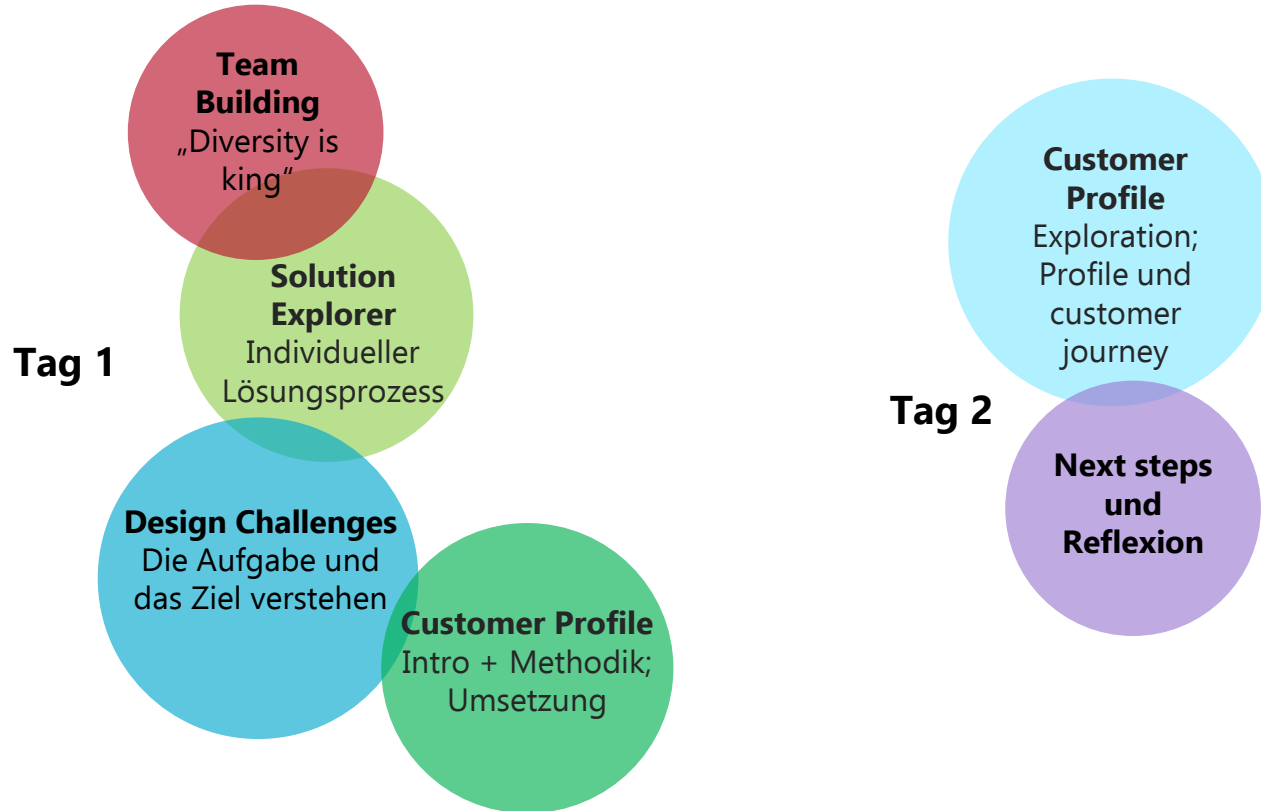 Tag 1
Team
Building
„Diversity is
king“
Solution
Explorer
Individueller
Lösungsprozess
Design Challenges
Die Aufgabe und
das Ziel verstehen
Customer Profile
Intro + Methodik;
Umsetzung
Tag 2
Customer
Profile
Exploration;
Profile und
customer
journey
Next steps
und
Reflexion